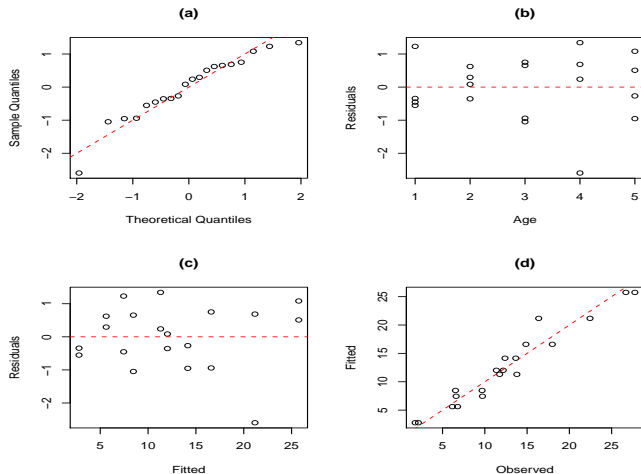 (a)
Sample Quantiles
1
0
-1
-2
-2 -1 0 1 2
Theoretical Quantiles
(b)
Residuals
1
0
-1
-2
1 2 3 4 5
Age
(c)
Residuals
1
0
-1
-2
5 10 15 20 25
Fitted
(d)
Fitted
25
20
15
10
5
0 5 10 15 20 25
Observed